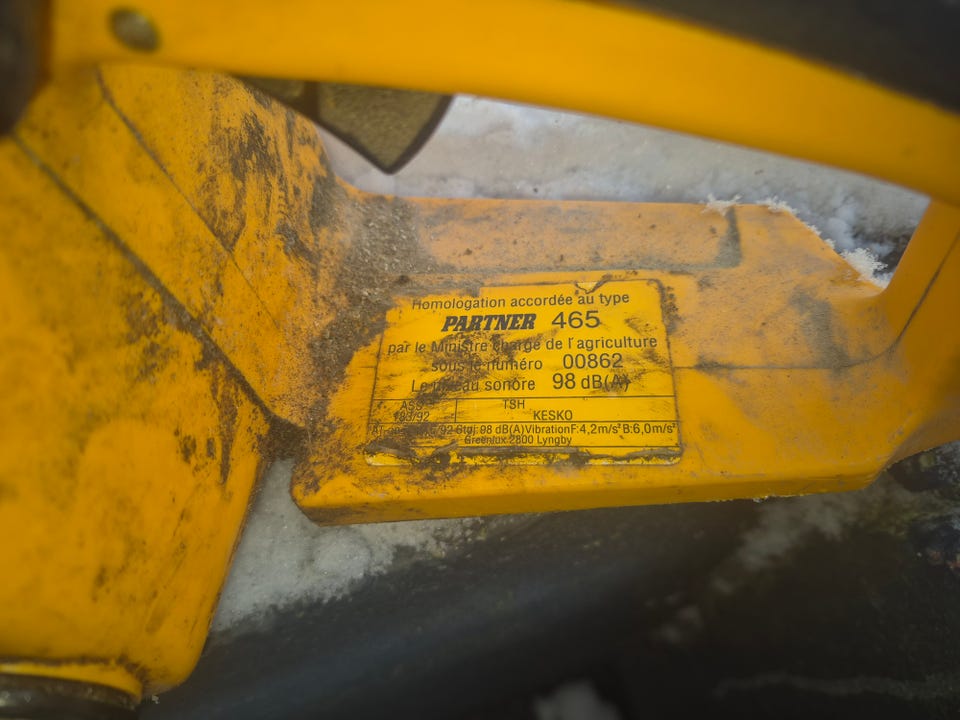 Homologation accordée au type
PARTNER 465
par le Ministre chargé de l'agriculture
sous le numéro 00862
Le niveau sonore 98 dB(A)
TSH
KESKO
98 dB(A) Vibration F: 4,2m/s² B: 6,0m/s²
Greenlux 2800 Lyngby